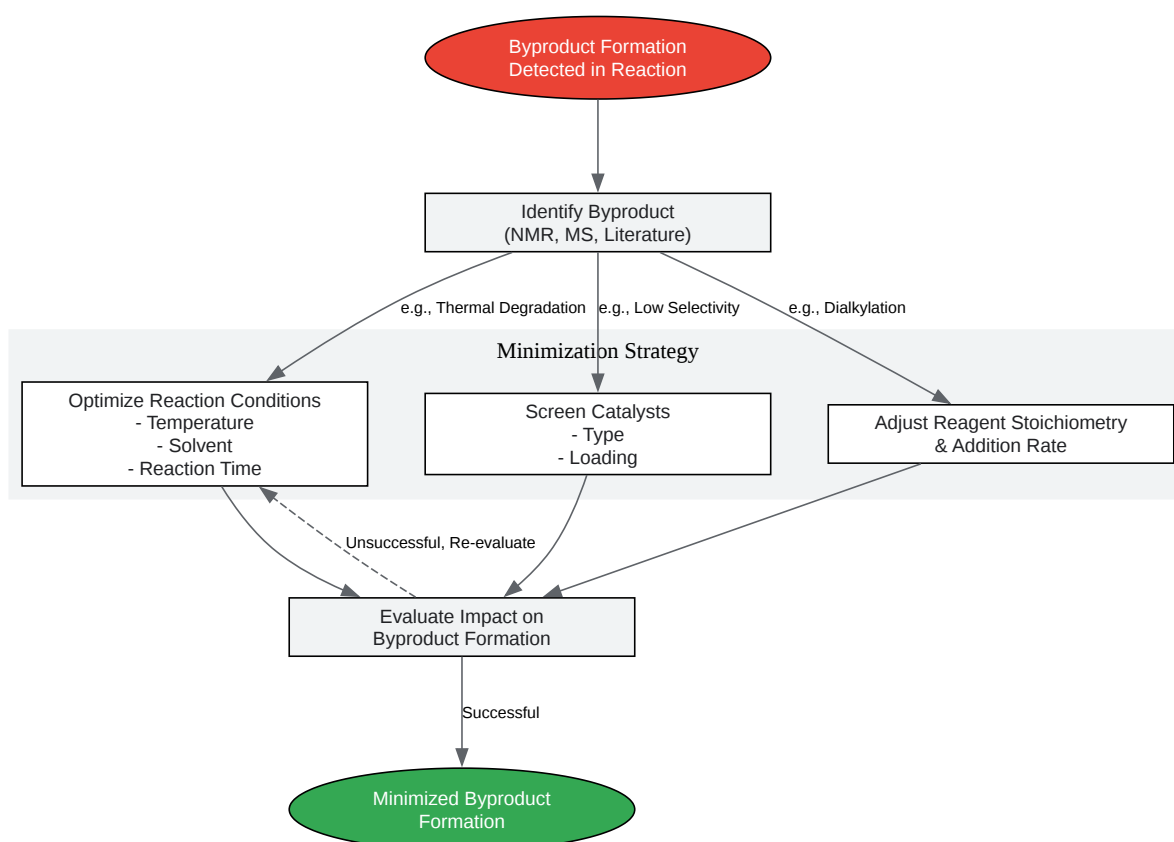 Byproduct Formation
Detected in Reaction
Identify Byproduct
(NMR, MS, Literature)
e.g., Thermal Degradation
e.g., Low Selectivity
e.g., Dialkylation
Minimization Strategy
Optimize Reaction Conditions
- Temperature
- Solvent
- Reaction Time
Screen Catalysts
- Type
- Loading
Adjust Reagent Stoichiometry
& Addition Rate
Unsuccessful, Re-evaluate
Evaluate Impact on
Byproduct Formation
Successful
Minimized Byproduct
Formation